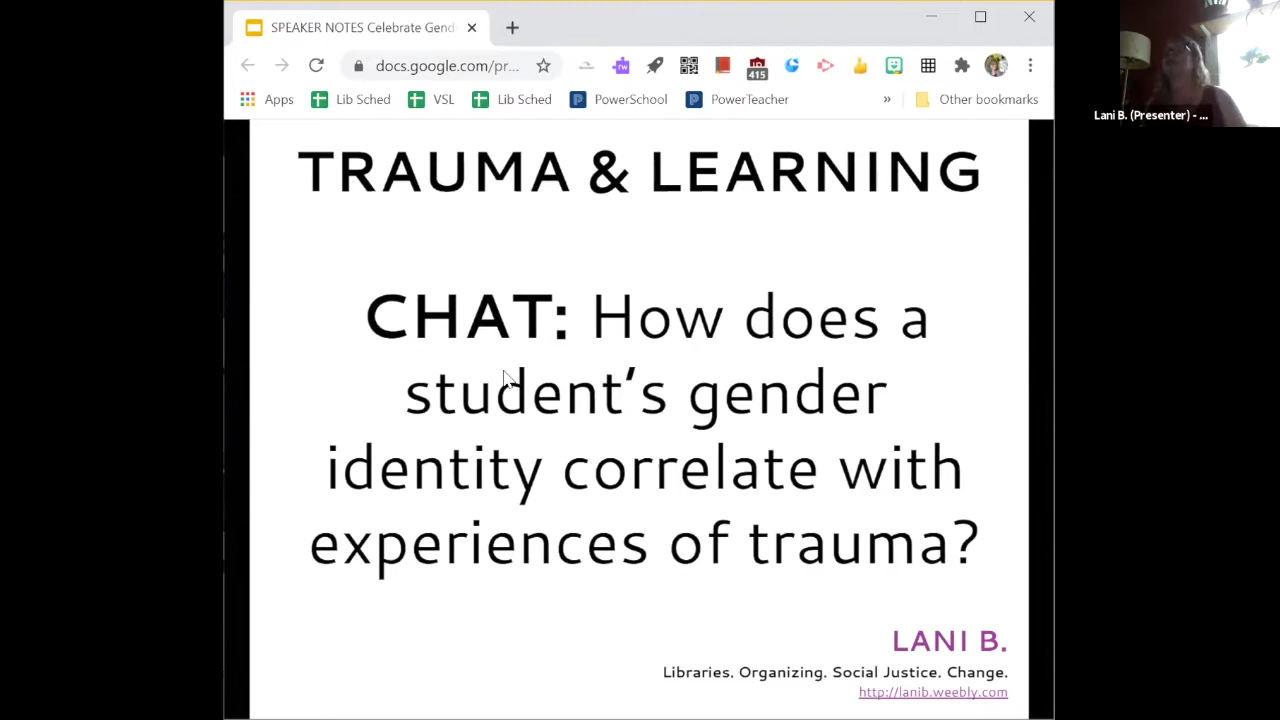 SPEAKER NOTES Celebrate Gend
docs.google.com/pr...
415
Apps Lib Sched VSL Lib Sched PowerSchool PowerTeacher » Other bookmarks
Lani B. (Presenter) - ...
TRAUMA & LEARNING
CHAT: How does a
student’s gender
identity correlate with
experiences of trauma?
LANI B.
Libraries. Organizing. Social Justice. Change.
http://lanib.weebly.com